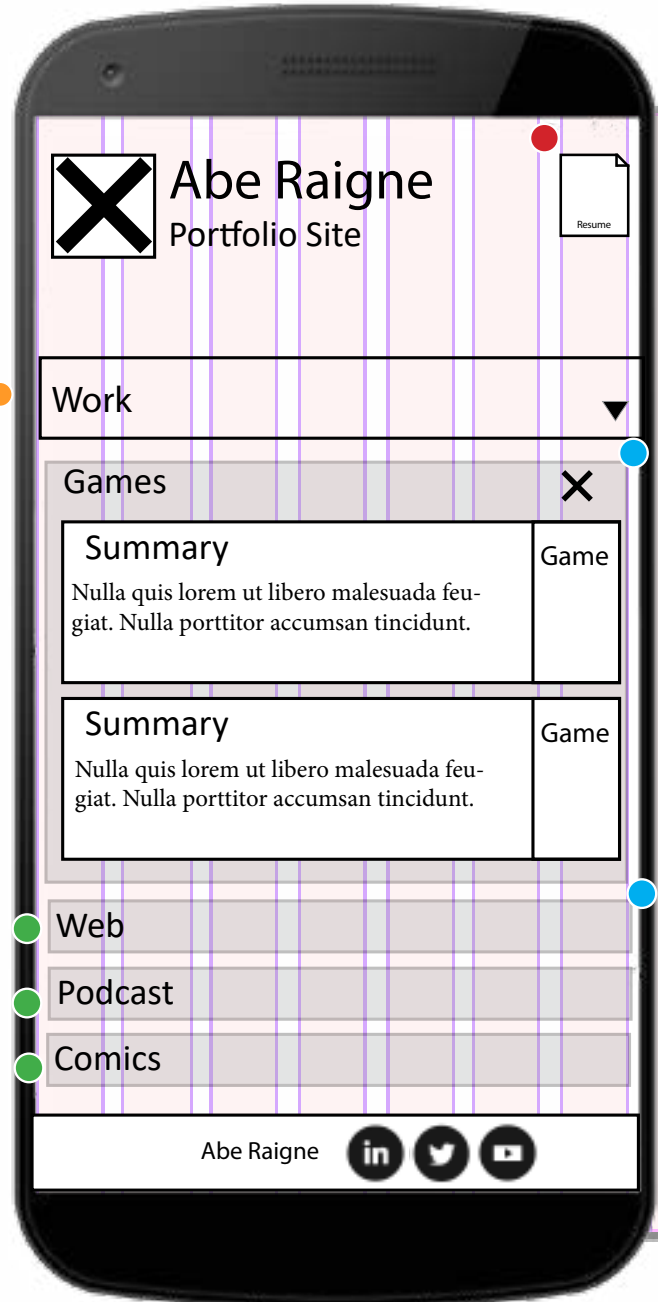 Abe Raigne
Portfolio Site
Resume
Work
Games
Summary
Nulla quis lorem ut libero malesuada feu-
giat. Nulla porttitor accumsan tincidunt.
Game
Summary
Nulla quis lorem ut libero malesuada feu-
giat. Nulla porttitor accumsan tincidunt.
Game
Web
Podcast
Comics
Abe Raigne
in